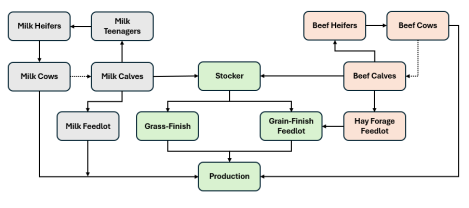 Milk Heifers
Milk
Teenagers
Beef Heifers
Beef Cows
Milk Cows
Milk Calves
Stocker
Beef Calves
Milk Feedlot
Grass-Finish
Grain-Finish
Feedlot
Hay Forage
Feedlot
Production